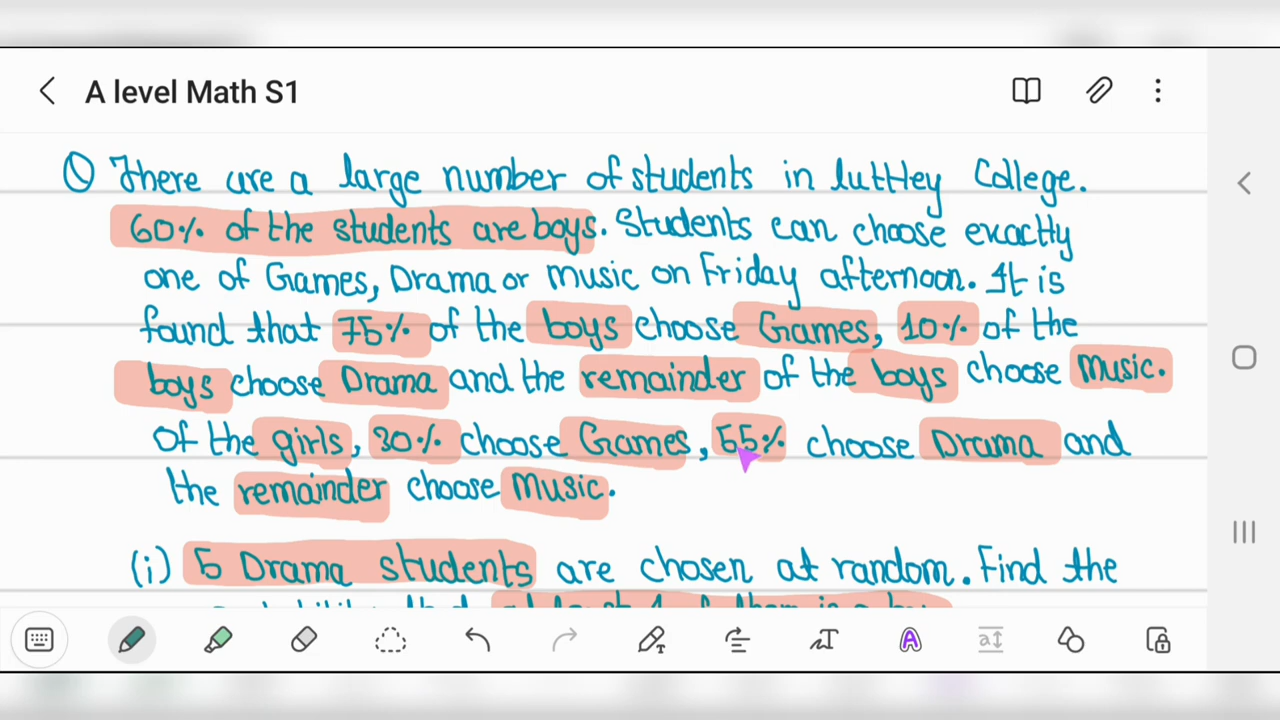 A level Math S1
There are a large number of students in Luttley College.
60% of the students are boys. Students can choose exactly
one of Games, Drama or Music on Friday afternoon. It is
found that 75% of the boys choose Games, 10% of the
boys choose Drama and the remainder of the boys choose Music.
Of the girls, 30% choose Games, 55% choose Drama and
the remainder choose Music.
(i) 5 Drama students are chosen at random. Find the